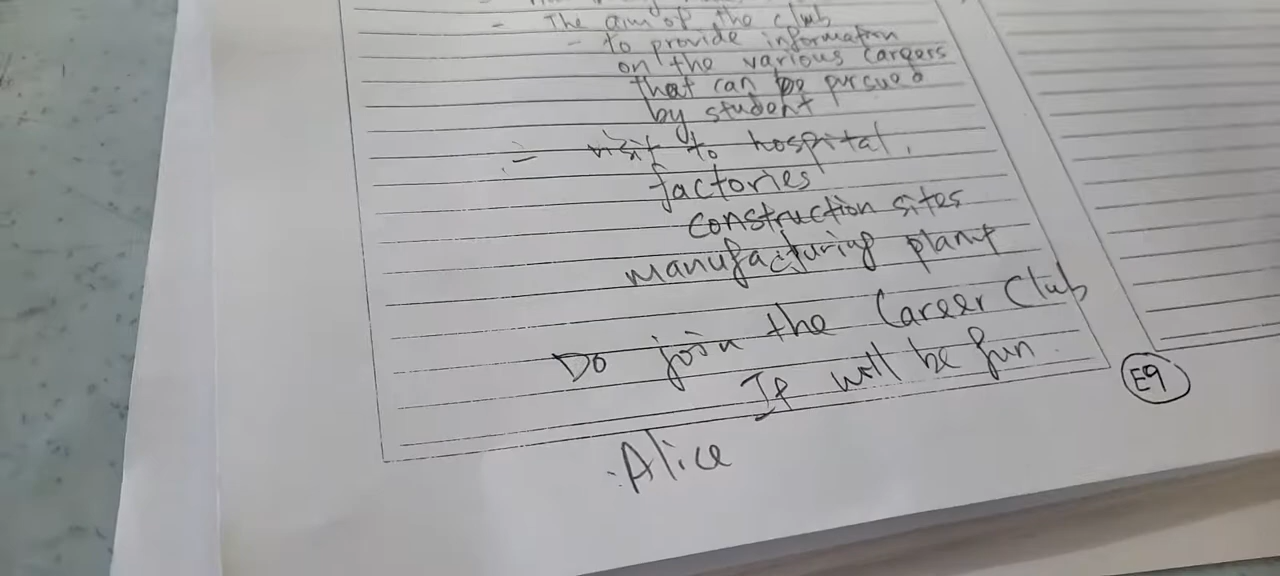 - The aim of the club
- to provide information
on the various careers
that can be pursued
by student
- visit to hospital,
factories
construction sites
manufacturing plant
Do join the Career Club
It will be fun.
Alice
E9